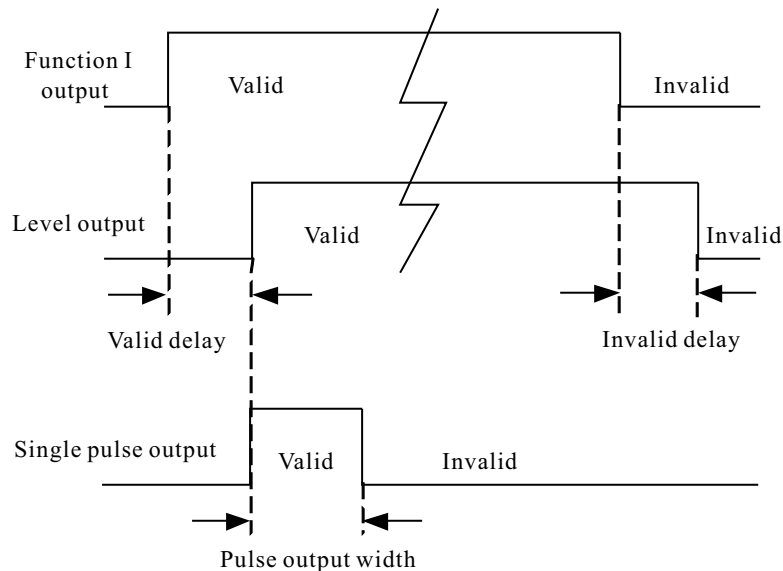 Function I
output
Valid
Invalid
Level output
Valid
Invalid
Valid delay
Invalid delay
Single pulse output
Valid
Invalid
Pulse output width